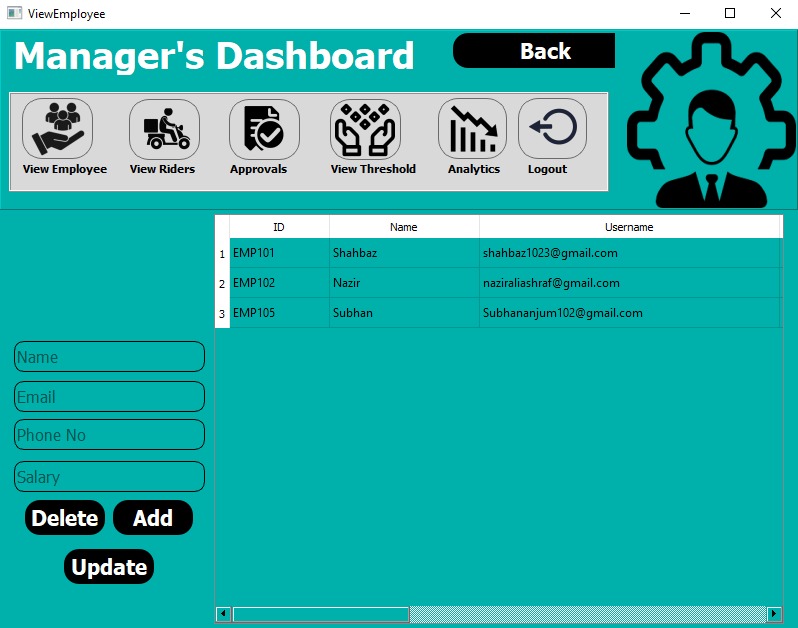 ViewEmployee
Manager's Dashboard
Back
View Employee View Riders Approvals View Threshold Analytics Logout
ID Name Username
1 EMP101 Shahbaz shahbaz1023@gmail.com
2 EMP102 Nazir naziraliashraf@gmail.com
3 EMP105 Subhan Subhananjum102@gmail.com
Name
Email
Phone No
Salary
Delete Add
Update